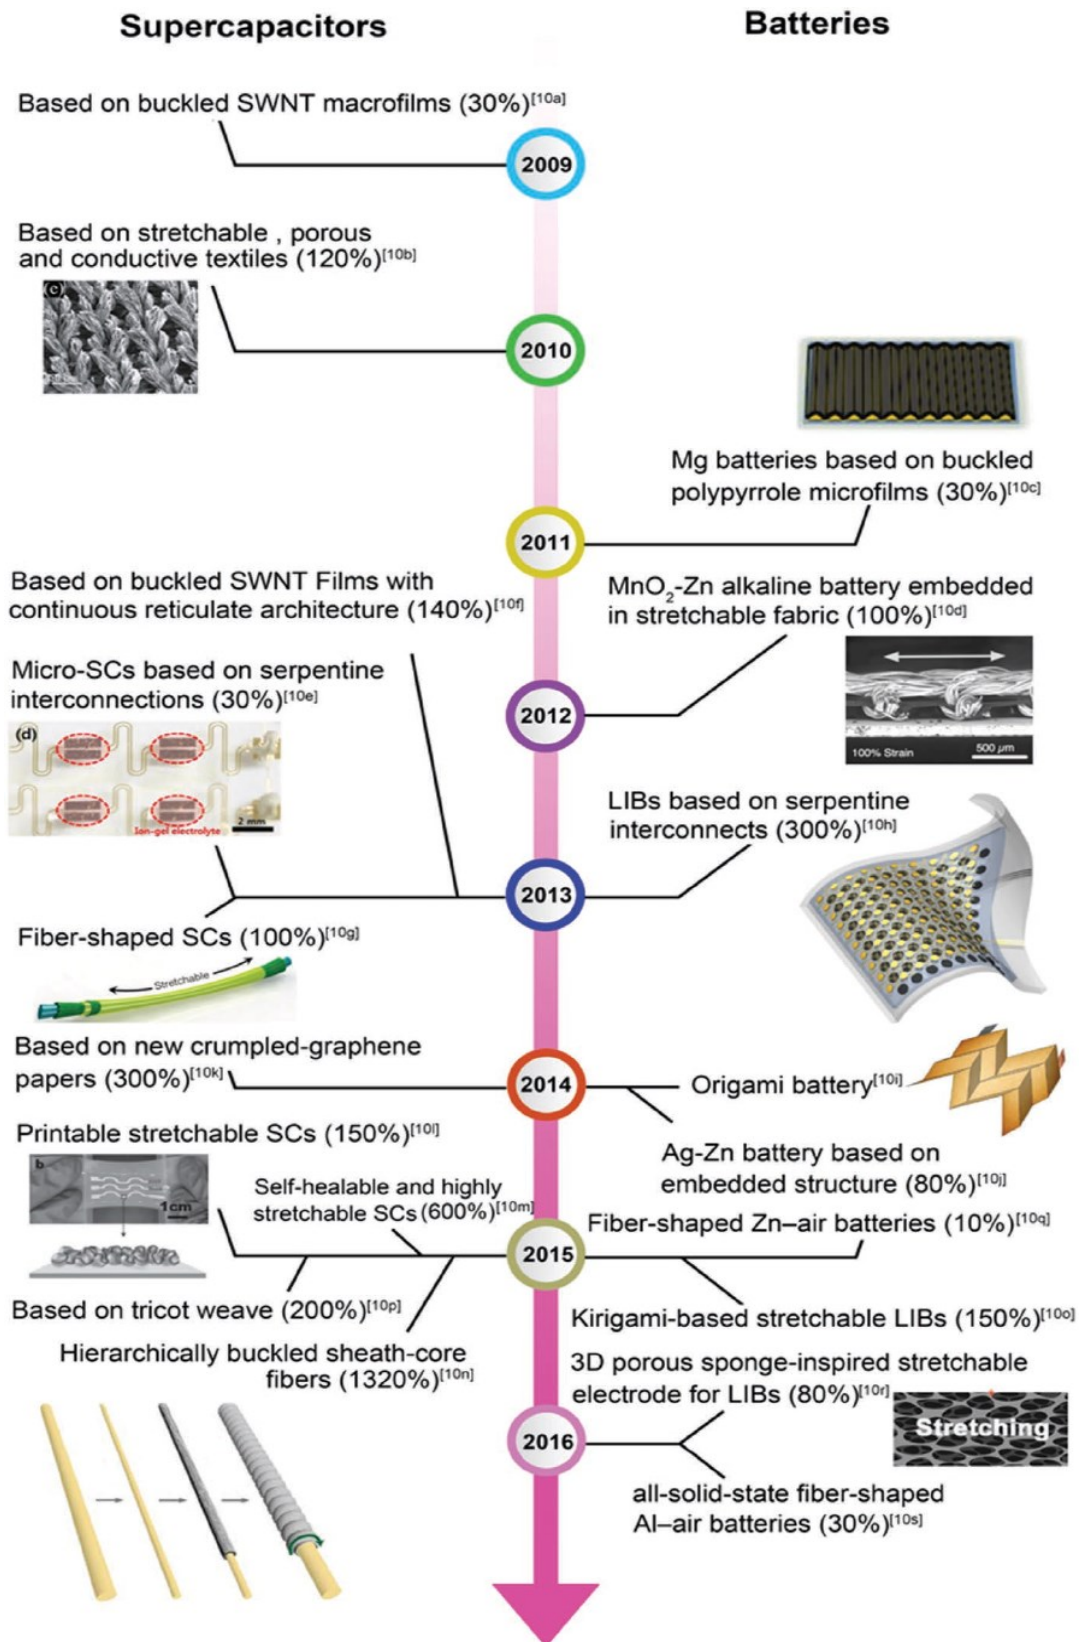 Supercapacitors
Batteries
Based on buckled SWNT macrofilms (30%)[10a]
2009
Based on stretchable , porous
and conductive textiles (120%)[10b]
(c)
2010
Mg batteries based on buckled
polypyrrole microfilms (30%)[10c]
2011
Based on buckled SWNT Films with
continuous reticulate architecture (140%)[10f]
MnO2-Zn alkaline battery embedded
in stretchable fabric (100%)[10d]
Micro-SCs based on serpentine
interconnections (30%)[10e]
2012
100% Strain
500 μm
(d)
Ion-gel electrolyte
2 mm
LIBs based on serpentine
interconnects (300%)[10h]
2013
Fiber-shaped SCs (100%)[10g]
Stretchable
Based on new crumpled-graphene
papers (300%)[10k]
2014
Origami battery[10i]
Printable stretchable SCs (150%)[10l]
b
1cm
Ag-Zn battery based on
embedded structure (80%)[10j]
Self-healable and highly
stretchable SCs (600%)[10m]
Fiber-shaped Zn–air batteries (10%)[10q]
2015
Based on tricot weave (200%)[10p]
Kirigami-based stretchable LIBs (150%)[10o]
Hierarchically buckled sheath-core
fibers (1320%)[10n]
3D porous sponge-inspired stretchable
electrode for LIBs (80%)[10r]
Stretching
2016
all-solid-state fiber-shaped
Al–air batteries (30%)[10s]